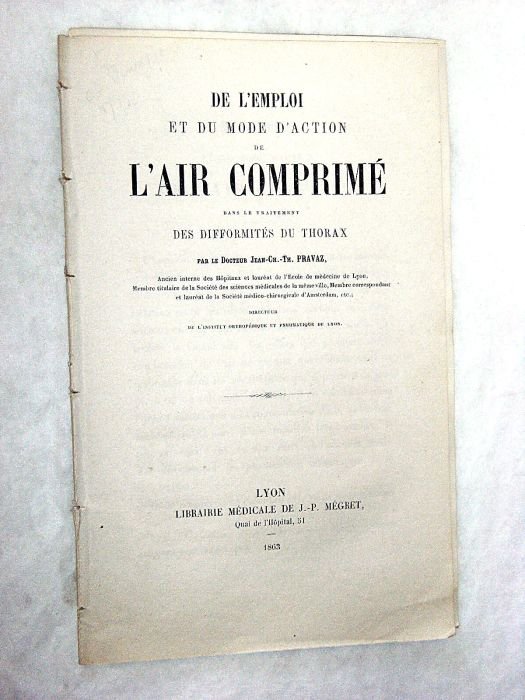 DE L'EMPLOI
ET DU MODE D'ACTION
DE
L'AIR COMPRIMÉ
DANS LE TRAITEMENT
DES DIFFORMITÉS DU THORAX
PAR LE DOCTEUR JEAN-CH.-TH. PRAVAZ,
Ancien interne des Hôpitaux et lauréat de l'Ecole de médecine de Lyon,
Membre titulaire de la Société des sciences médicales de la même ville, Membre correspondant
et lauréat de la Société médico-chirurgicale d'Amsterdam, etc.;
DIRECTEUR
DE L'INSTITUT ORTHOPÉDIQUE ET PNEUMATIQUE DE LYON.
LYON
LIBRAIRIE MÉDICALE DE J.-P. MÉGRET,
Quai de l'Hôpital, 51
1863